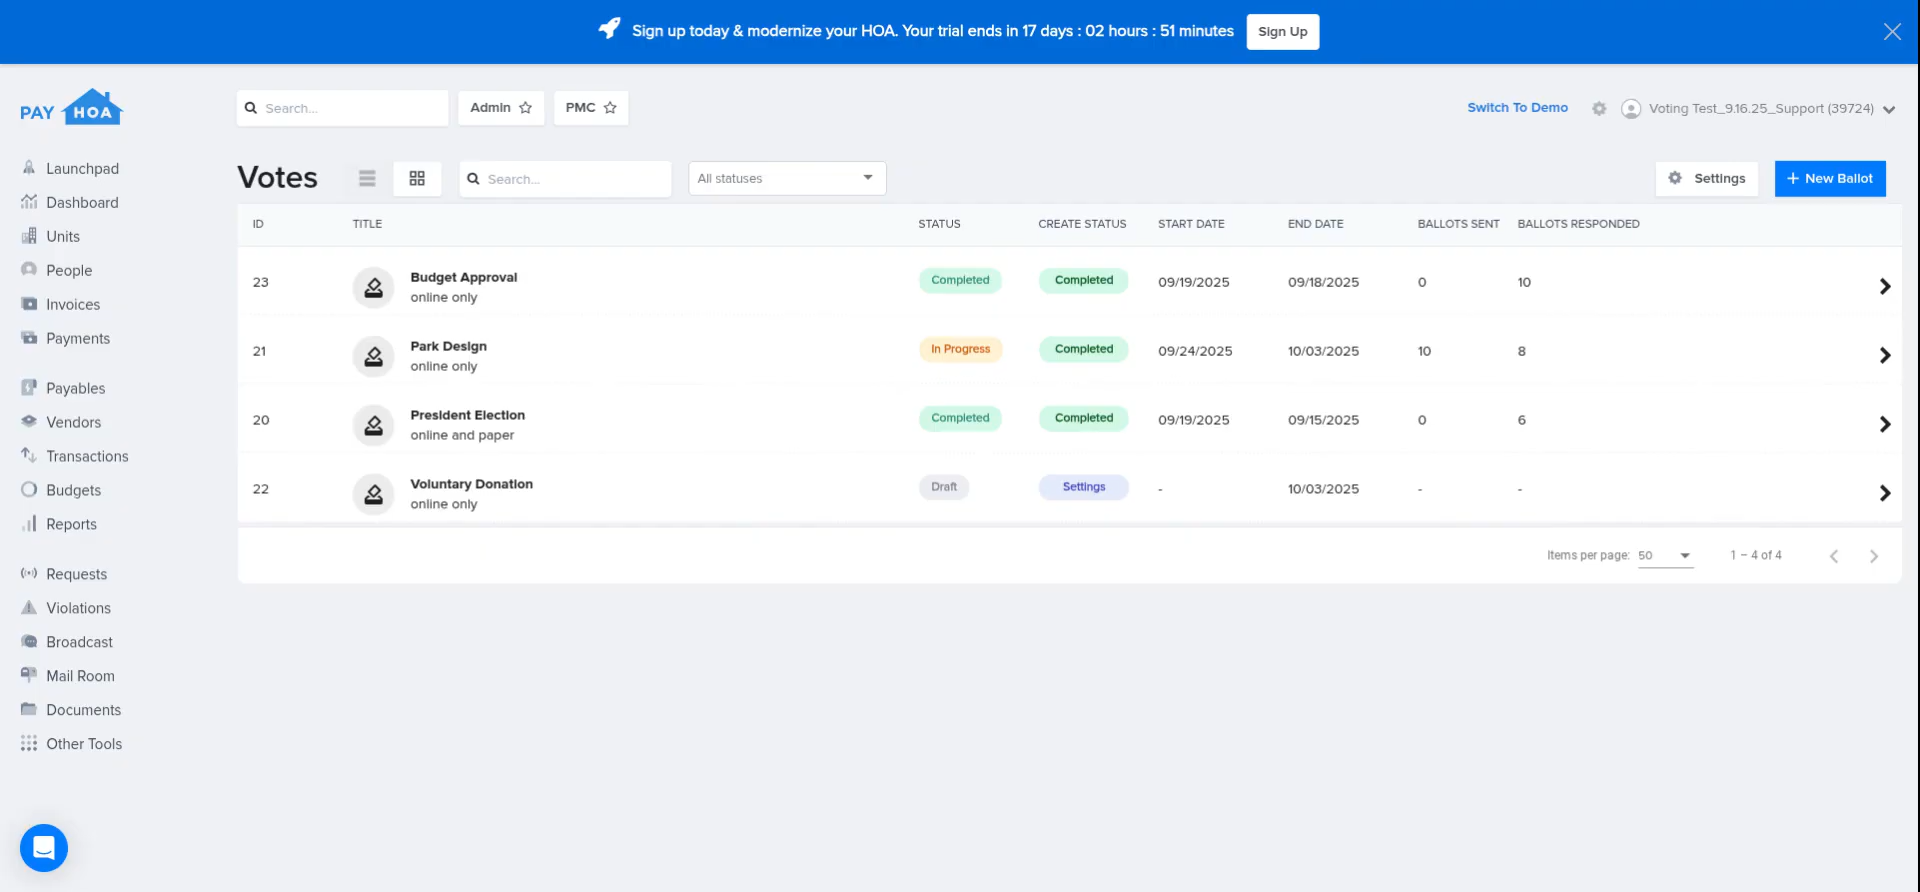 Sign up today & modernize your HOA. Your trial ends in 17 days : 02 hours : 51 minutes Sign Up
PAY HOA
Search... Admin PMC Switch To Demo Voting Test_9.16.25_Support (39724)
Launchpad
Dashboard
Units
People
Invoices
Payments
Payables
Vendors
Transactions
Budgets
Reports
Requests
Violations
Broadcast
Mail Room
Documents
Other Tools
Votes Search... All statuses Settings + New Ballot
ID TITLE STATUS CREATE STATUS START DATE END DATE BALLOTS SENT BALLOTS RESPONDED
23 Budget Approval Completed Completed 09/19/2025 09/18/2025 0 10
online only
21 Park Design In Progress Completed 09/24/2025 10/03/2025 10 8
online only
20 President Election Completed Completed 09/19/2025 09/15/2025 0 6
online and paper
22 Voluntary Donation Draft Settings - 10/03/2025 - -
online only
Items per page: 50 1 – 4 of 4